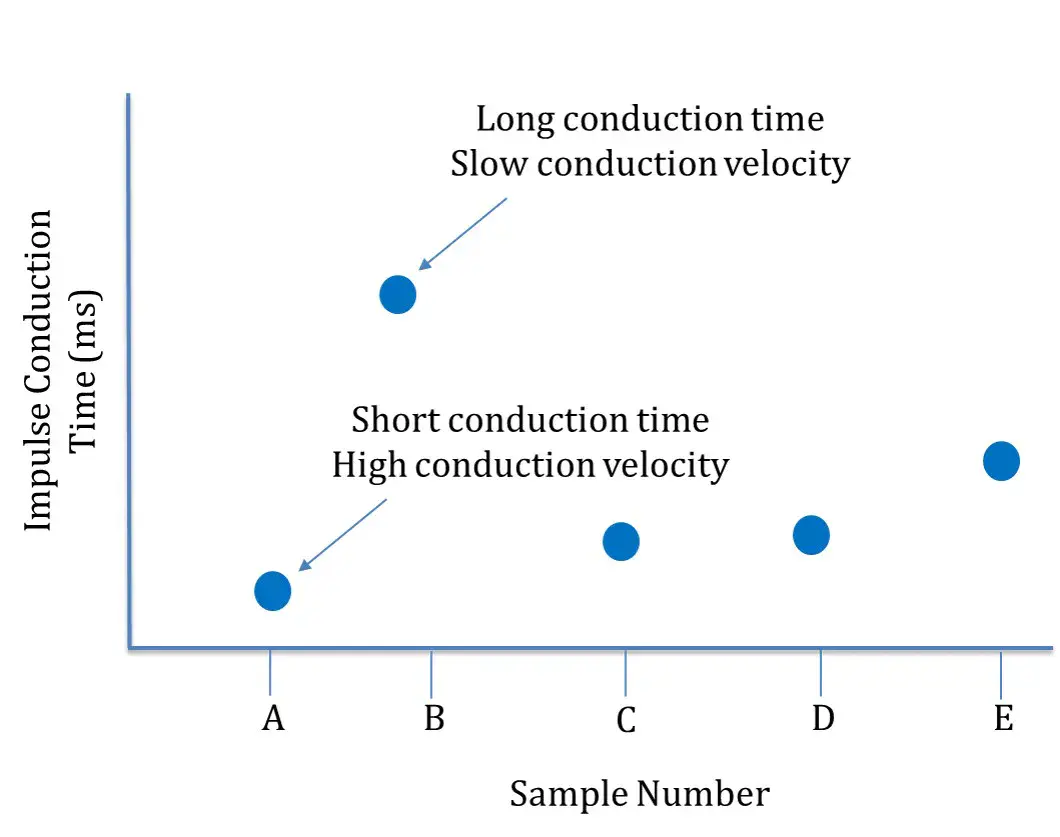 Long conduction time
Slow conduction velocity
Impulse Conduction
Time (ms)
Short conduction time
High conduction velocity
A
B
C
D
E
Sample Number